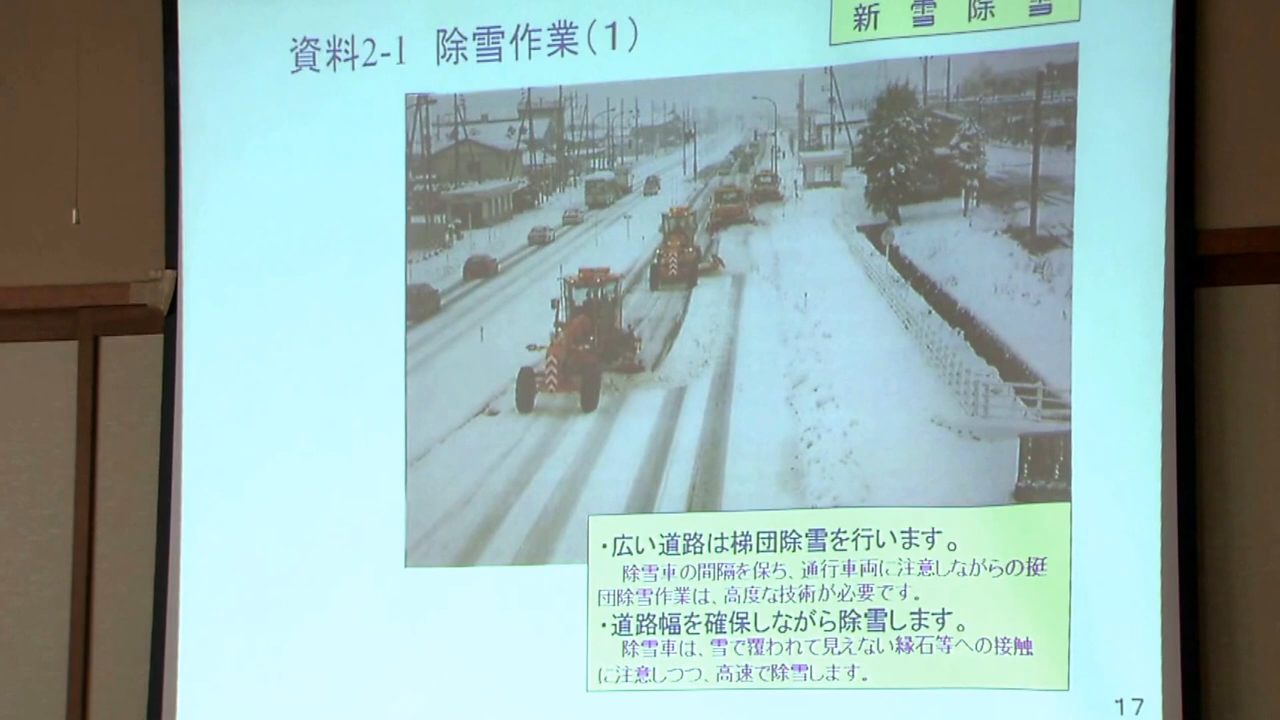 資料2-1 除雪作業(1)
新雪除雪
・広い道路は梯団除雪を行います。
除雪車の間隔を保ち、通行車両に注意しながらの挺
団除雪作業は、高度な技術が必要です。
・道路幅を確保しながら除雪します。
除雪車は、雪で覆われて見えない縁石等への接触
に注意しつつ、高速で除雪します。
17